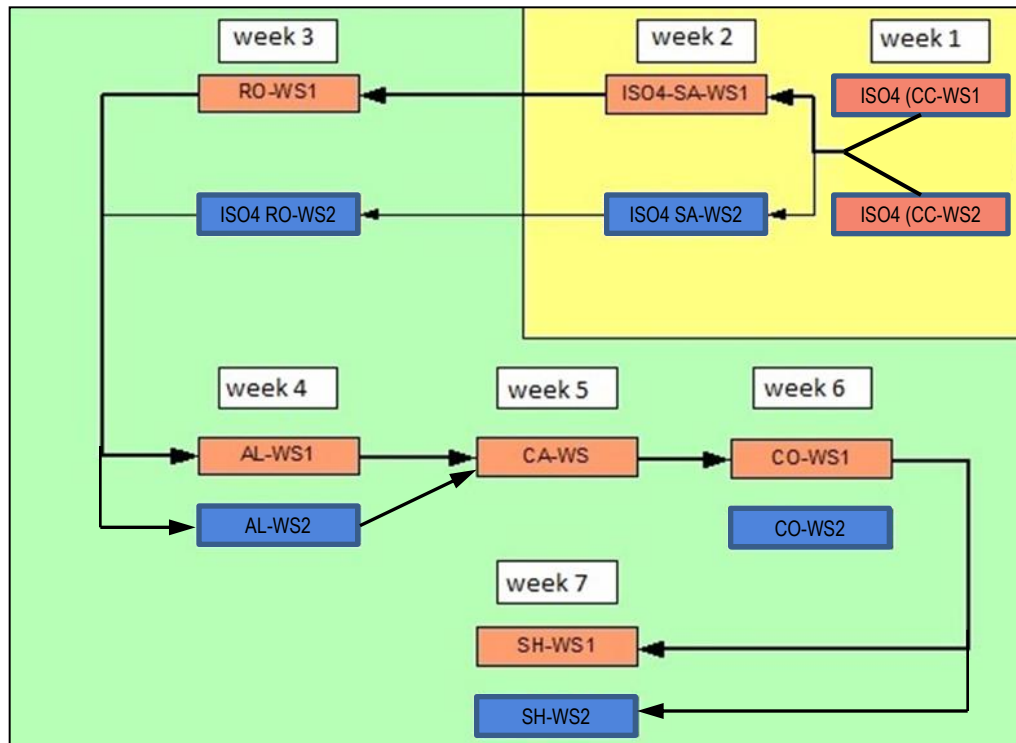 week 3
week 2
week 1
RO-WS1
ISO4-SA-WS1
ISO4 (CC-WS1
ISO4 RO-WS2
ISO4 SA-WS2
ISO4 (CC-WS2
week 4
week 5
week 6
AL-WS1
CA-WS
CO-WS1
AL-WS2
CO-WS2
week 7
SH-WS1
SH-WS2